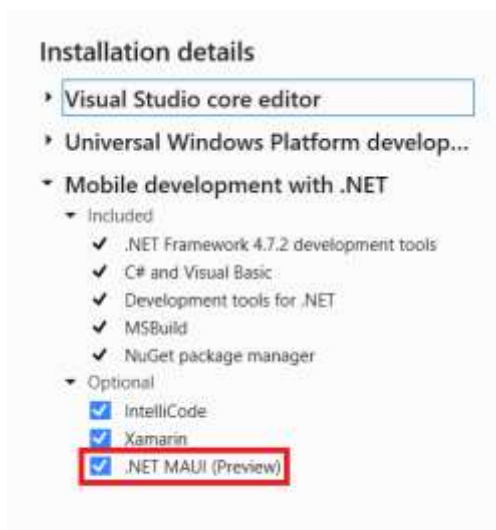 Installation details
Visual Studio core editor
Universal Windows Platform develop...
Mobile development with .NET
Included
.NET Framework 4.7.2 development tools
C# and Visual Basic
Development tools for .NET
MSBuild
NuGet package manager
Optional
IntelliCode
Xamarin
.NET MAUI (Preview)